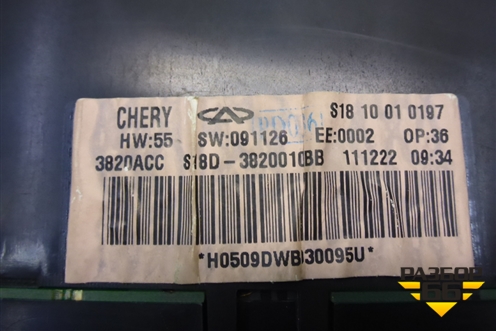 CHERY S18 10 01 0197
HW:55 SW:091126 EE:0002 OP:36
3820ACC S18D-3820010BB 111222 09:34
*H0509DWB130095U*
РАЗБОР
55